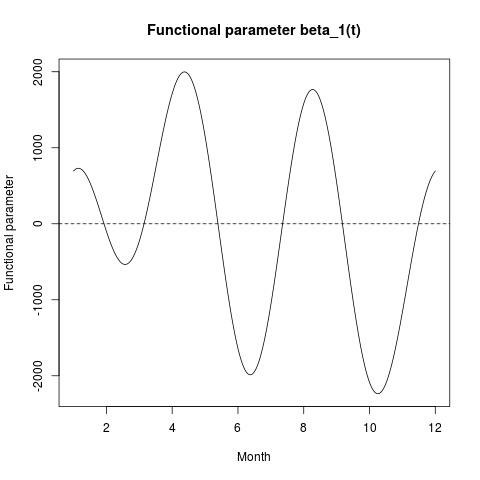 Functional parameter beta_1(t)
Functional parameter
2000
1000
0
-1000
-2000
2 4 6 8 10 12
Month